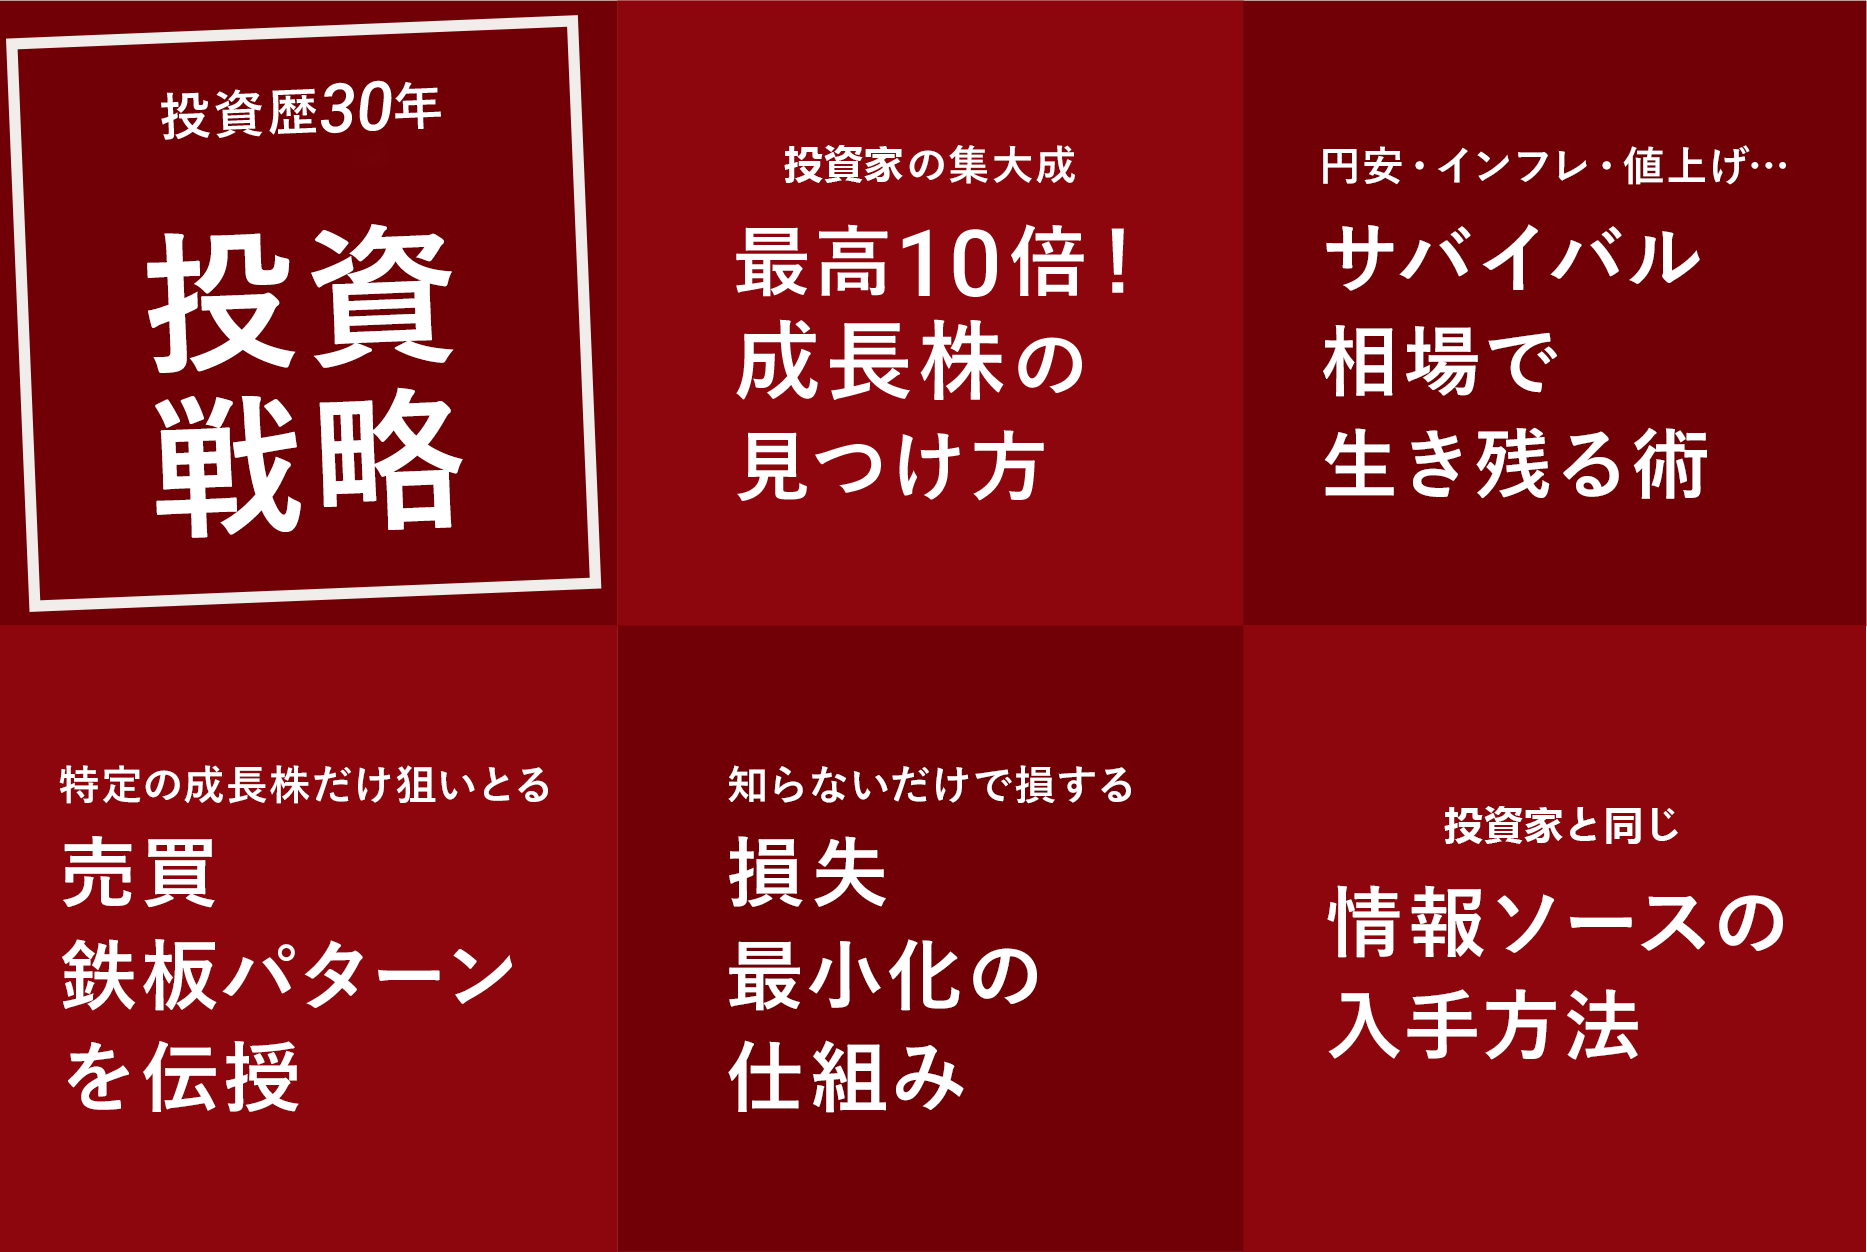 投資歴30年
投資
戦略
投資家の集大成
最高10倍！
成長株の
見つけ方
円安・インフレ・値上げ…
サバイバル
相場で
生き残る術
特定の成長株だけ狙いとる
売買
鉄板パターン
を伝授
知らないだけで損する
損失
最小化の
仕組み
投資家と同じ
情報ソースの
入手方法